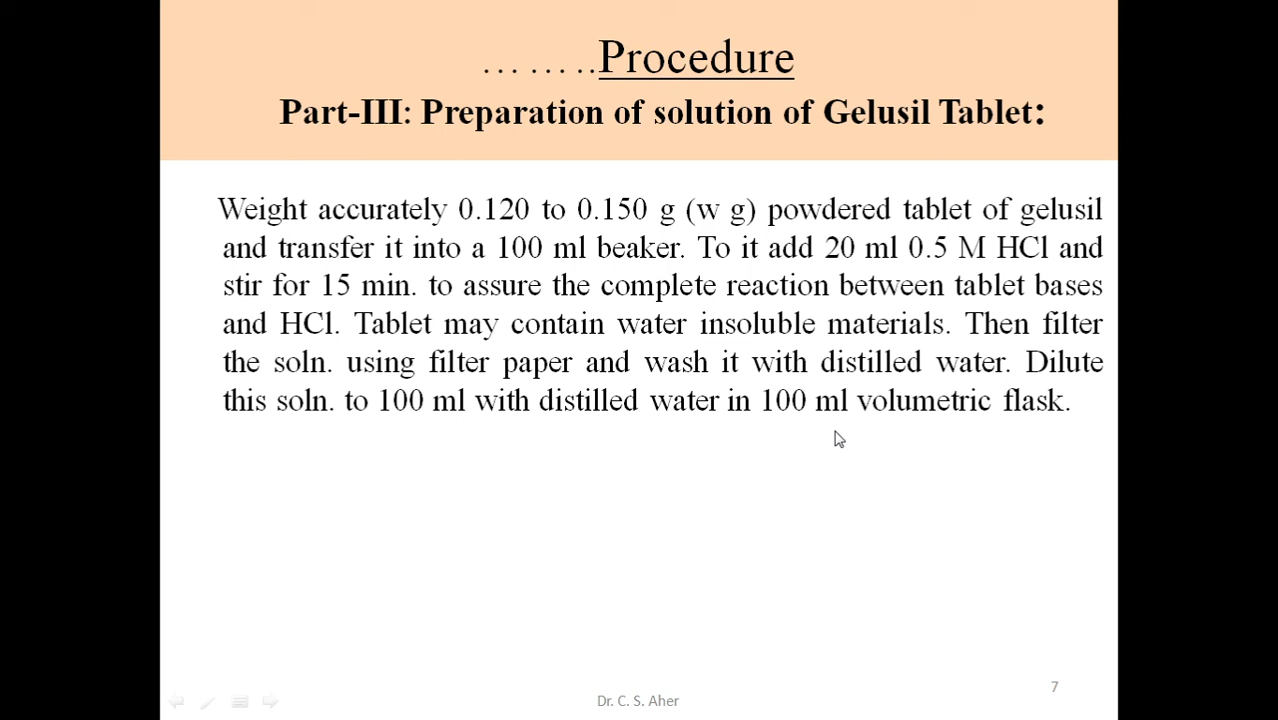 … … ..Procedure
Part-III: Preparation of solution of Gelusil Tablet:
Weight accurately 0.120 to 0.150 g (w g) powdered tablet of gelusil
and transfer it into a 100 ml beaker. To it add 20 ml 0.5 M HCl and
stir for 15 min. to assure the complete reaction between tablet bases
and HCl. Tablet may contain water insoluble materials. Then filter
the soln. using filter paper and wash it with distilled water. Dilute
this soln. to 100 ml with distilled water in 100 ml volumetric flask.
Dr. C. S. Aher
7